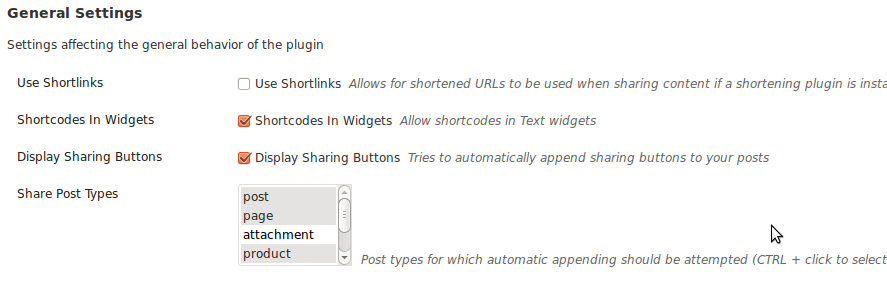 General Settings
Settings affecting the general behavior of the plugin
Use Shortlinks Use Shortlinks Allows for shortened URLs to be used when sharing content if a shortening plugin is
Shortcodes In Widgets Shortcodes In Widgets Allow shortcodes in Text widgets
Display Sharing Buttons Display Sharing Buttons Tries to automatically append sharing buttons to your posts
Share Post Types
post
page
attachment
product
Post types for which automatic appending should be attempted (CTRL + click to select